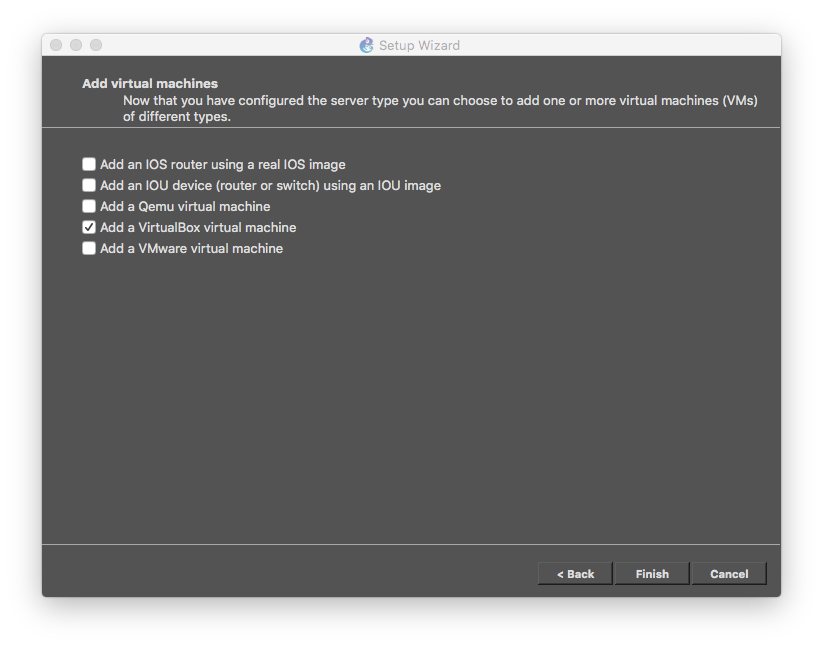 Setup Wizard
Add virtual machines
Now that you have configured the server type you can choose to add one or more virtual machines (VMs)
of different types.
Add an IOS router using a real IOS image
Add an IOU device (router or switch) using an IOU image
Add a Qemu virtual machine
Add a VirtualBox virtual machine
Add a VMware virtual machine
< Back
Finish
Cancel